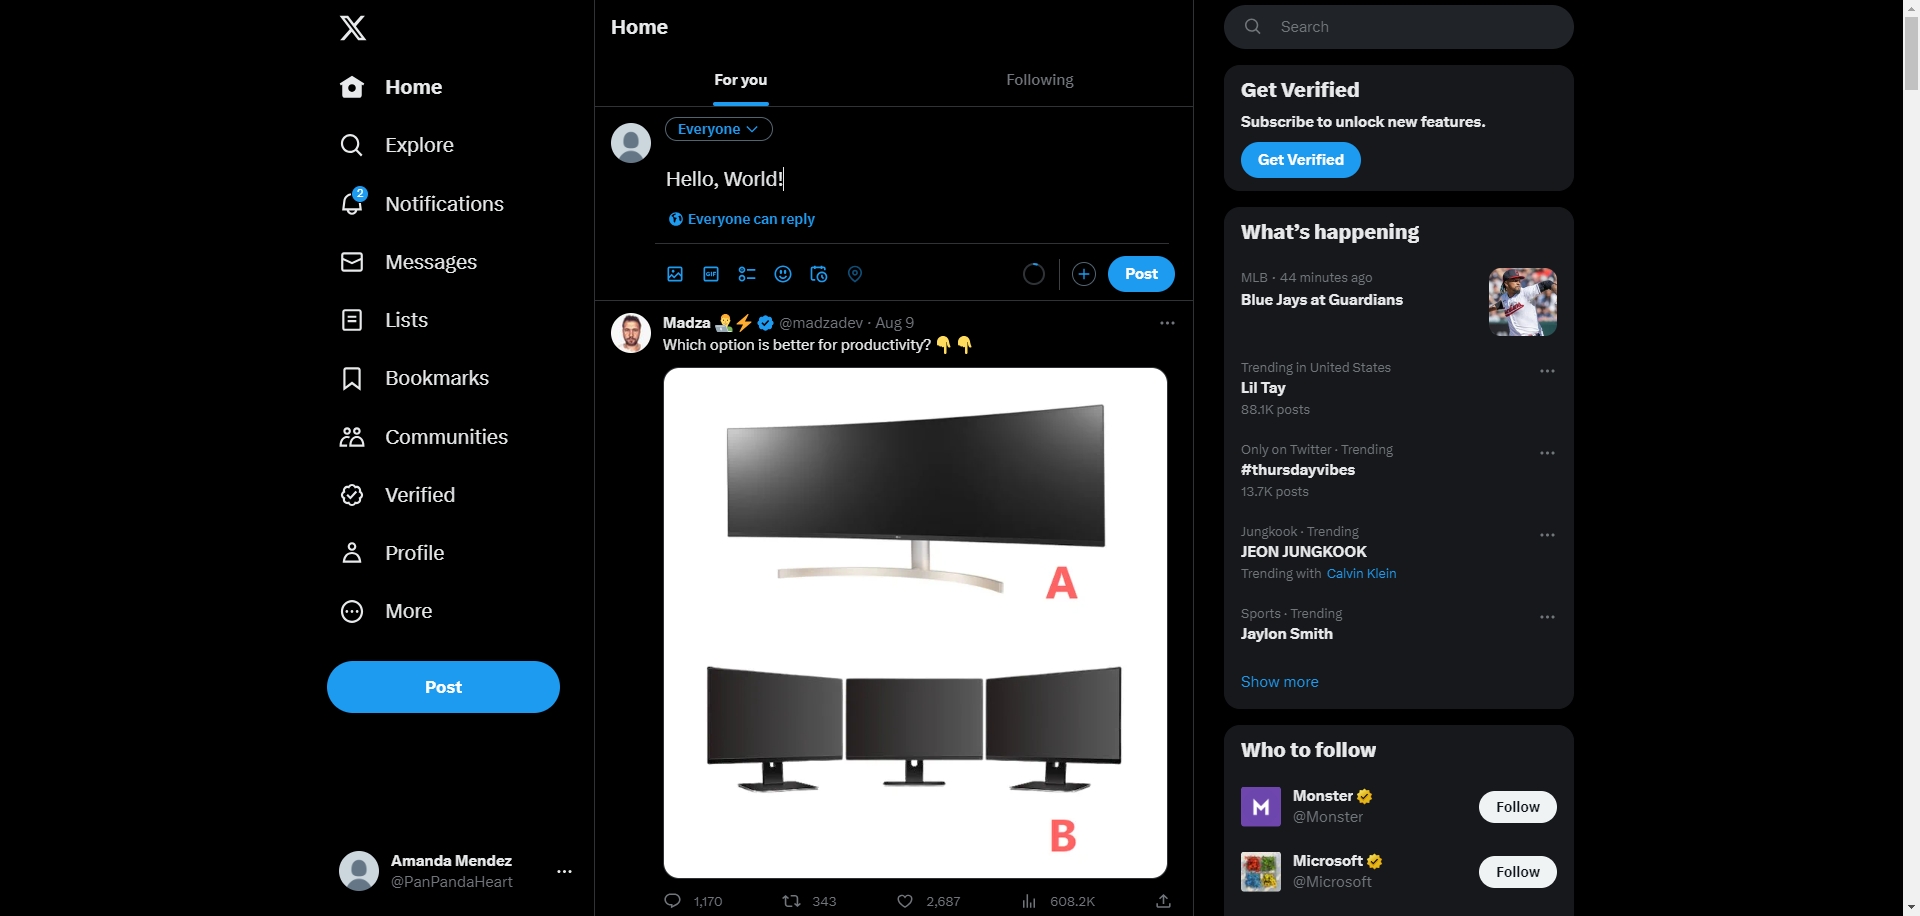 Home
Explore
2
Notifications
Messages
Lists
Bookmarks
Communities
Verified
Profile
More
Post
Amanda Mendez
@PanPandaHeart
Home
For you
Following
Everyone
Hello, World!
Everyone can reply
GIF
Post
Madza @madzadev · Aug 9
Which option is better for productivity?
A
B
1,170 343 2,687 608.2K
Search
Get Verified
Subscribe to unlock new features.
Get Verified
What's happening
MLB · 44 minutes ago
Blue Jays at Guardians
Trending in United States
Lil Tay
88.1K posts
Only on Twitter · Trending
#thursdayvibes
13.7K posts
Jungkook · Trending
JEON JUNGKOOK
Trending with Calvin Klein
Sports · Trending
Jaylon Smith
Show more
Who to follow
M
Monster
@Monster
Follow
Microsoft
@Microsoft
Follow